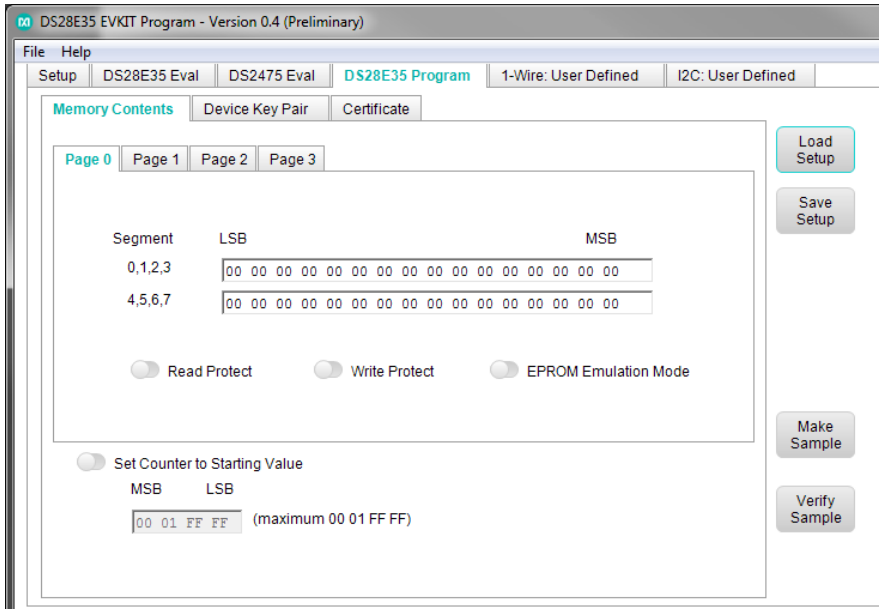 DS28E35 EVKIT Program - Version 0.4 (Preliminary)
File Help
Setup DS28E35 Eval DS2475 Eval DS28E35 Program 1-Wire: User Defined I2C: User Defined
Memory Contents Device Key Pair Certificate
Load
Setup
Page 0 Page 1 Page 2 Page 3
Save
Setup
Segment LSB MSB
0,1,2,3 00 00 00 00 00 00 00 00 00 00 00 00 00 00 00 00
4,5,6,7 00 00 00 00 00 00 00 00 00 00 00 00 00 00 00 00
Read Protect Write Protect EPROM Emulation Mode
Make
Sample
Set Counter to Starting Value
MSB LSB
00 01 FF FF (maximum 00 01 FF FF)
Verify
Sample